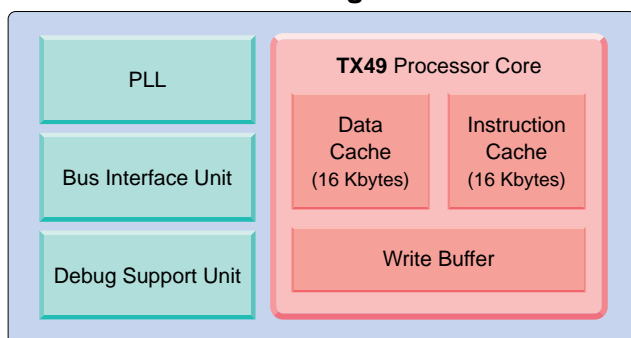 PLL
Bus Interface Unit
Debug Support Unit
TX49 Processor Core
Data
Cache
(16 Kbytes)
Instruction
Cache
(16 Kbytes)
Write Buffer